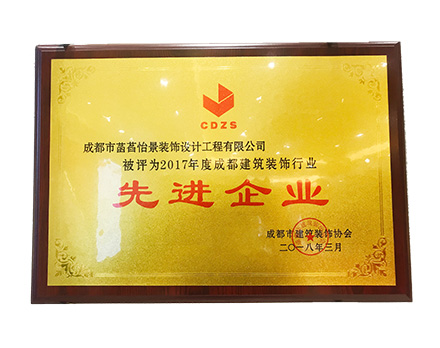 CDZS
成都市菡萏怡景装饰设计工程有限公司
被评为2017年度成都建筑装饰行业
先进企业
成都市建筑装饰协会
二〇一八年三月